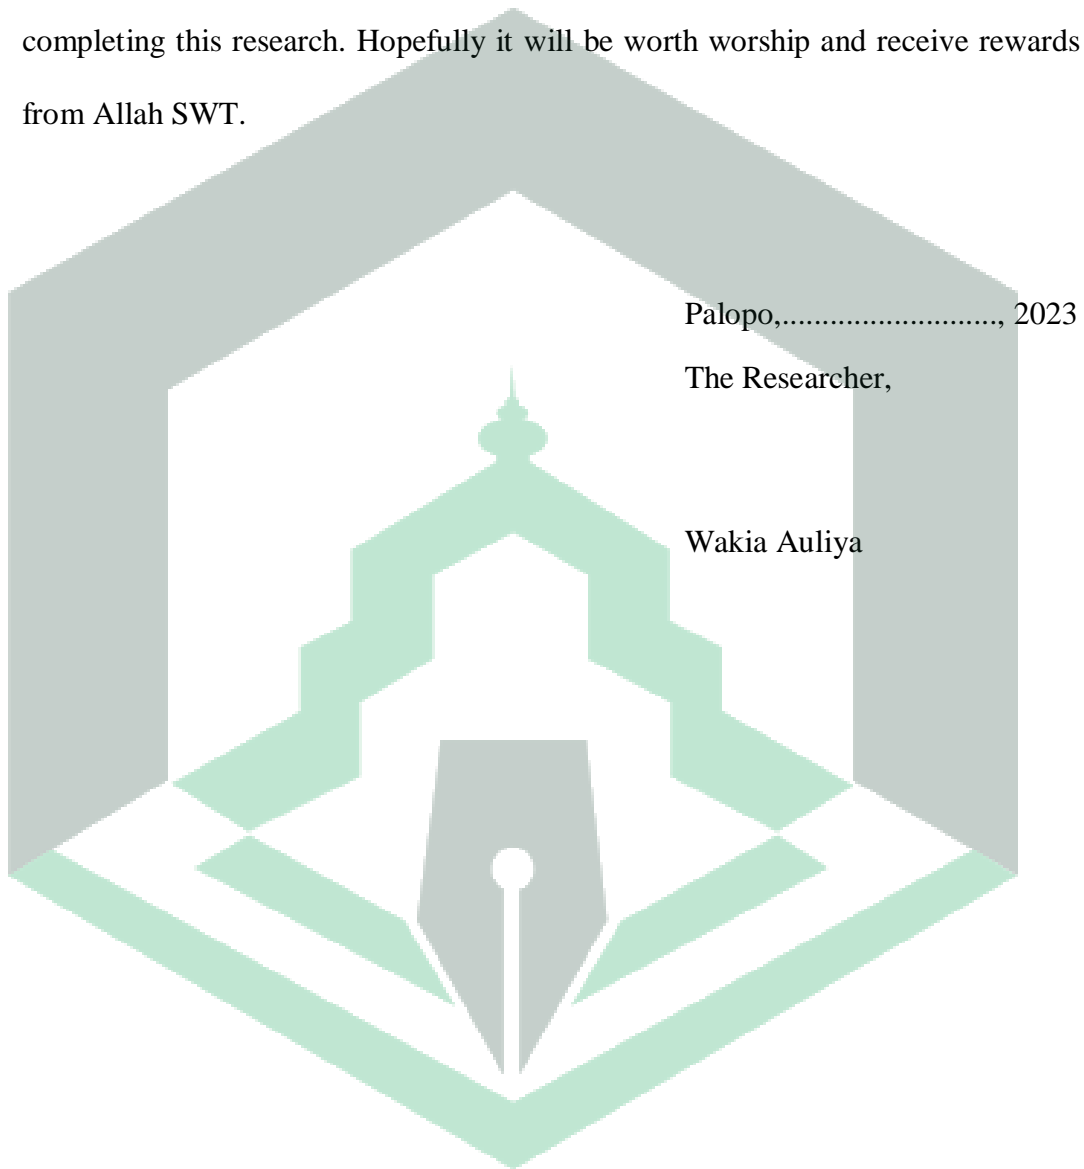 completing this research. Hopefully it will be worth worship and receive rewards
from Allah SWT.
Palopo,..........................., 2023
The Researcher,
Wakia Auliya